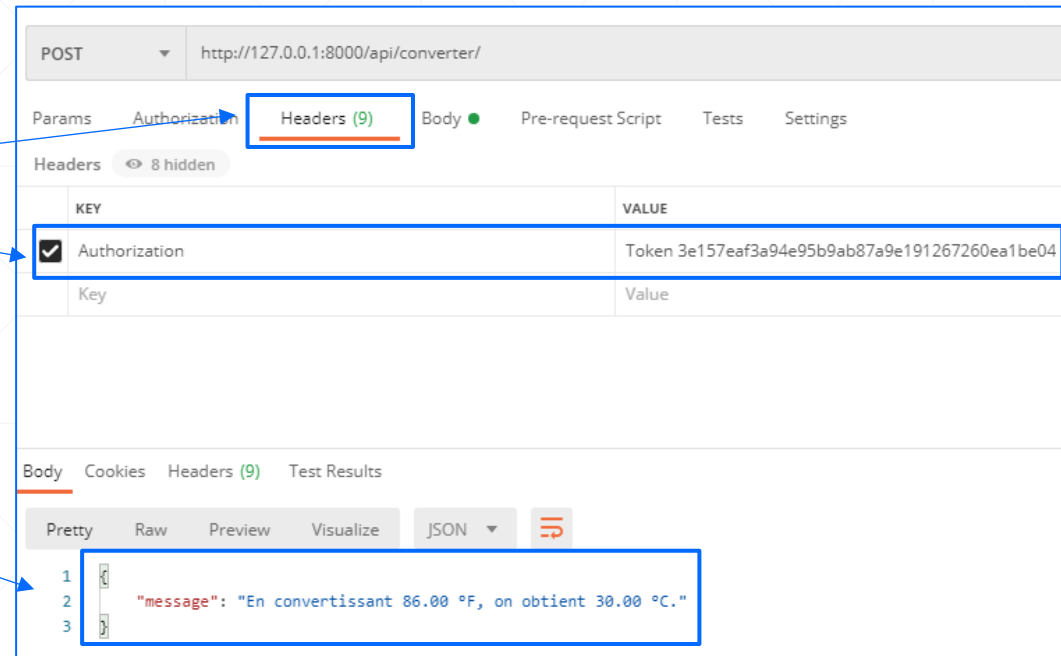 POST http://127.0.0.1:8000/api/converter/
Params Authorization Headers (9) Body Pre-request Script Tests Settings
Headers 8 hidden
KEY VALUE
Authorization Token 3e157eaf3a94e95b9ab87a9e191267260ea1be04
Key Value
Body Cookies Headers (9) Test Results
Pretty Raw Preview Visualize JSON
1 {
2 "message": "En convertissant 86.00 °F, on obtient 30.00 °C."
3 }